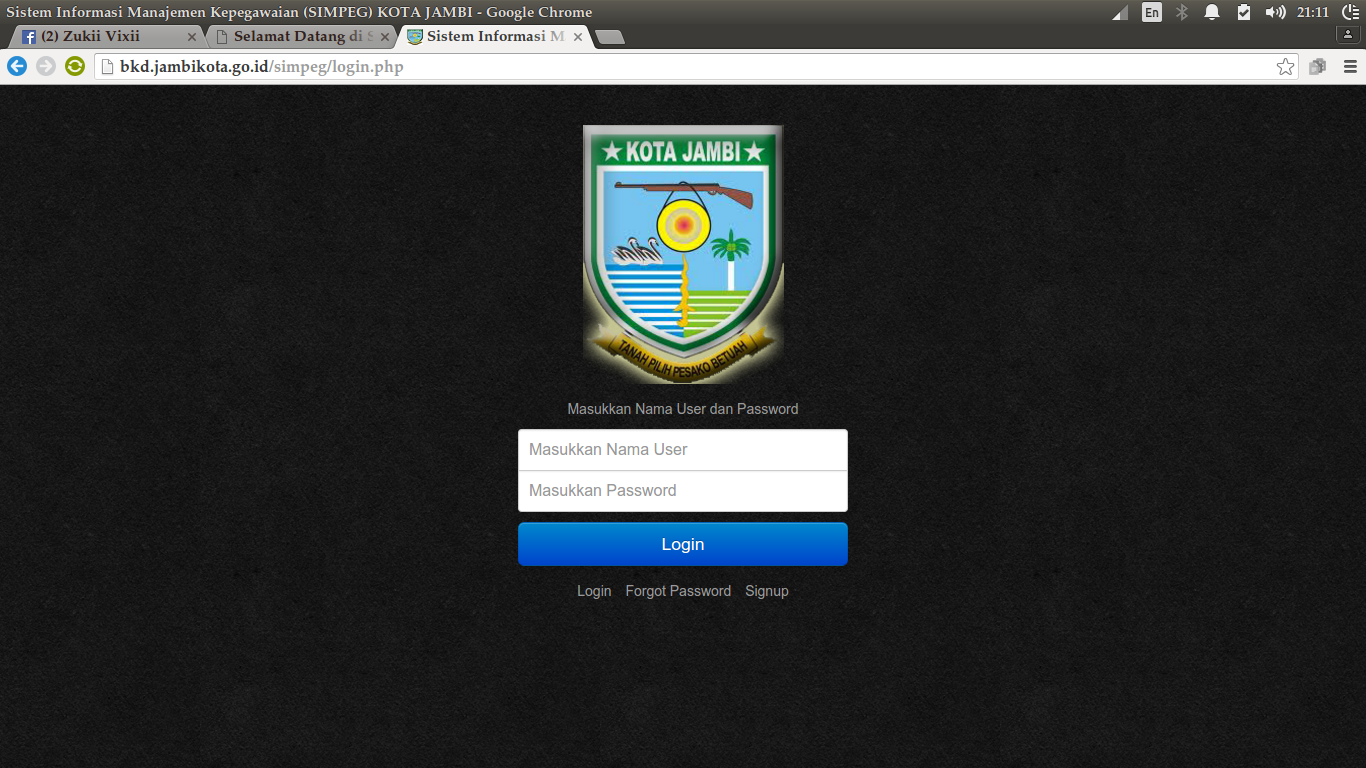 Sistem Informasi Manajemen Kepegawaian (SIMPEG) KOTA JAMBI - Google Chrome
En
21:11
(2) Zukii Vixii
Selamat Datang di S
Sistem Informasi M
bkd.jambikota.go.id/simpeg/login.php
KOTA JAMBI
TANAH PILIH PESAKO BETUAH
Masukkan Nama User dan Password
Masukkan Nama User
Masukkan Password
Login
Login Forgot Password Signup